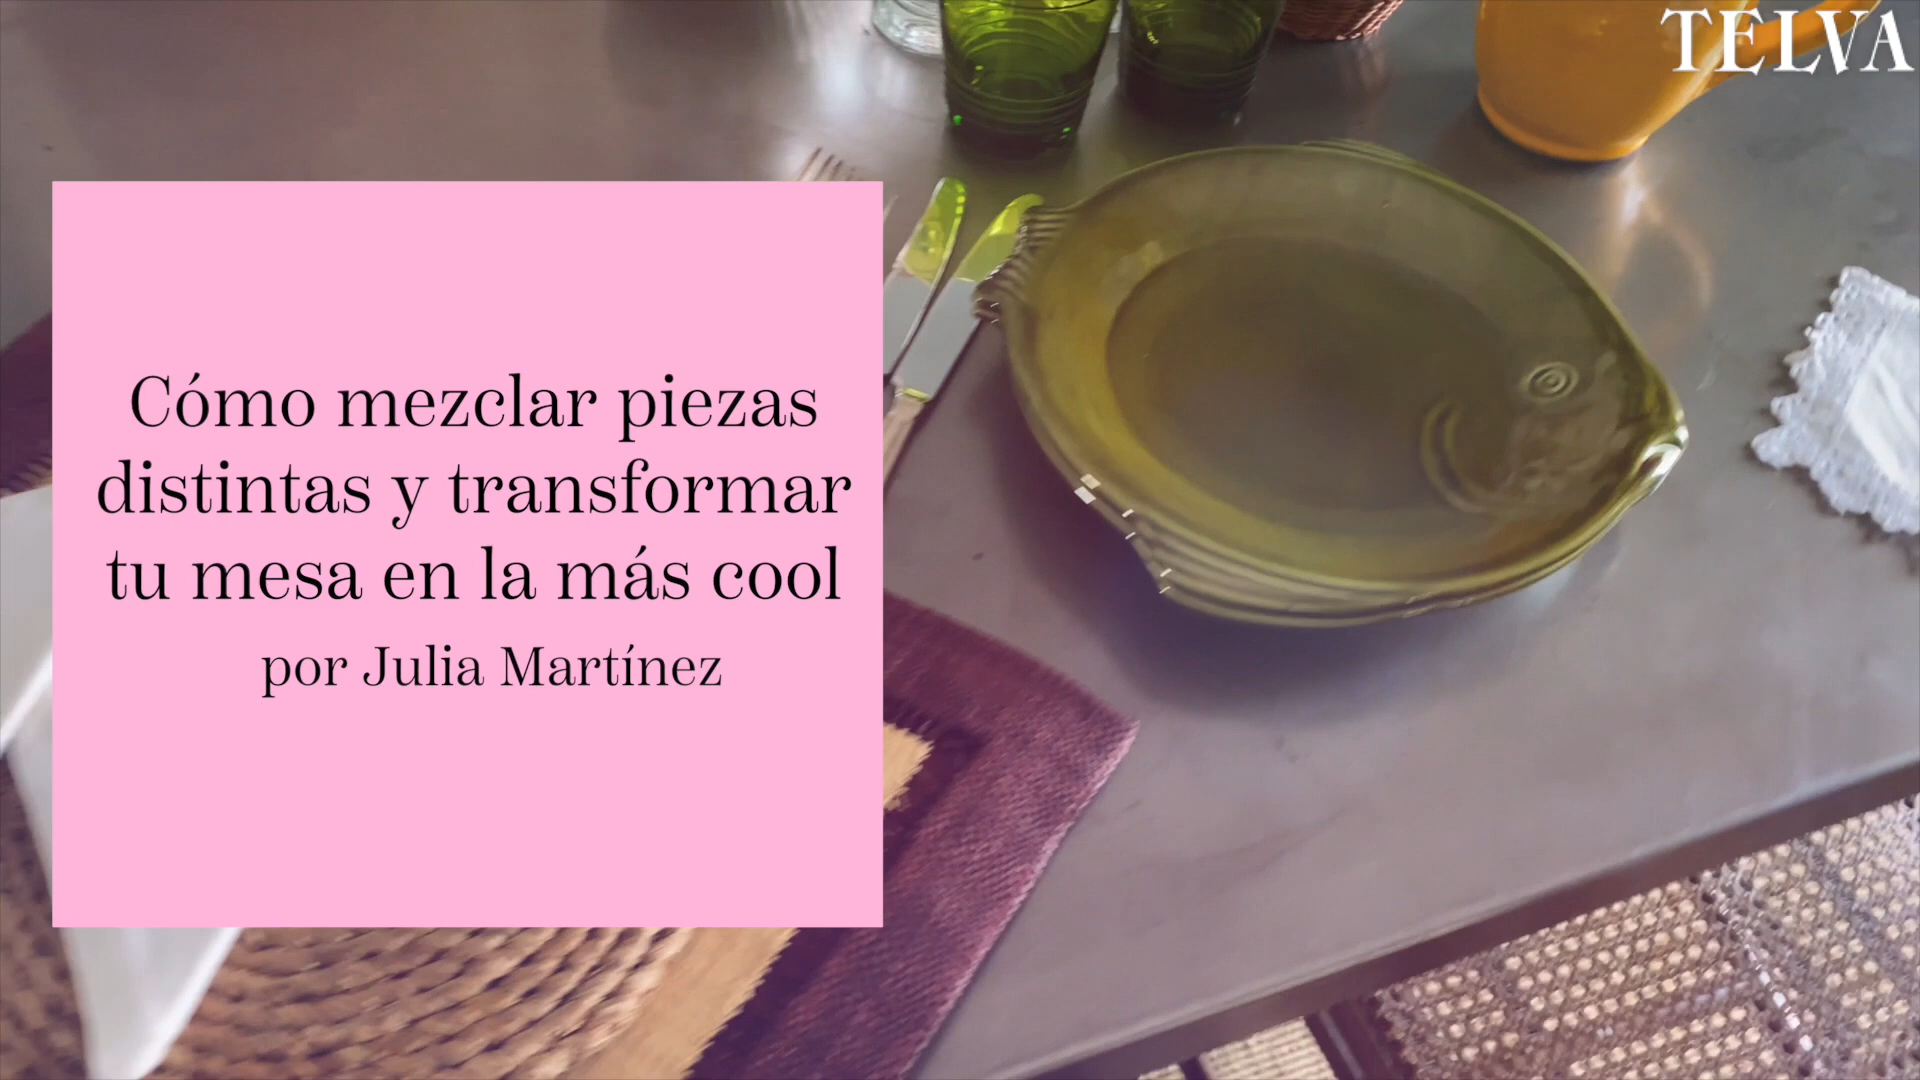 TELVA
Cómo mezclar piezas
distintas y transformar
tu mesa en la más cool
por Julia Martínez